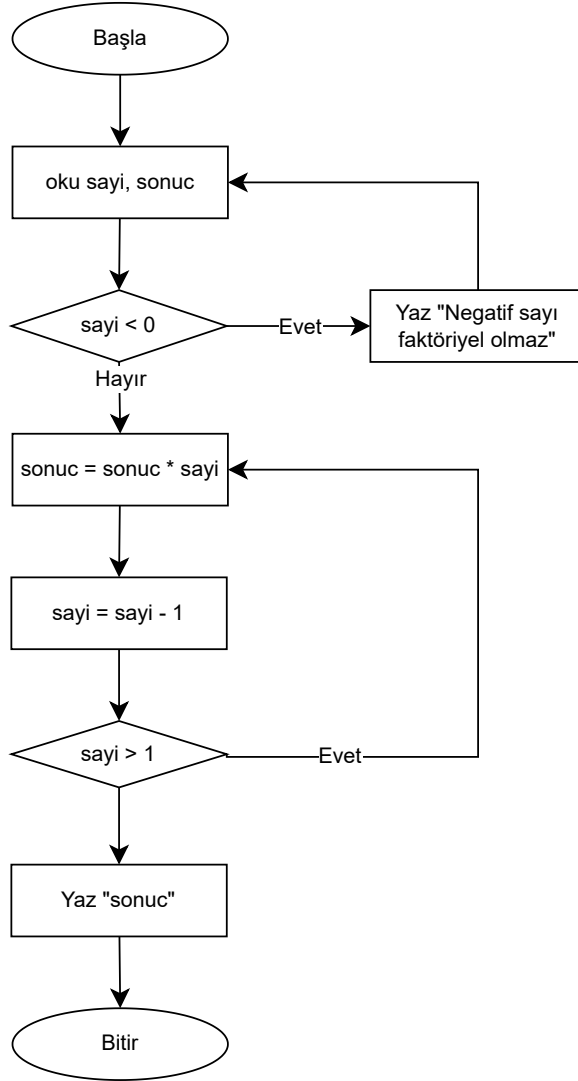 Başla
oku sayi, sonuc
sayi < 0
Evet
Yaz "Negatif sayı
faktöriyel olmaz"
Hayır
sonuc = sonuc * sayi
sayi = sayi - 1
sayi > 1
Evet
Yaz "sonuc"
Bitir